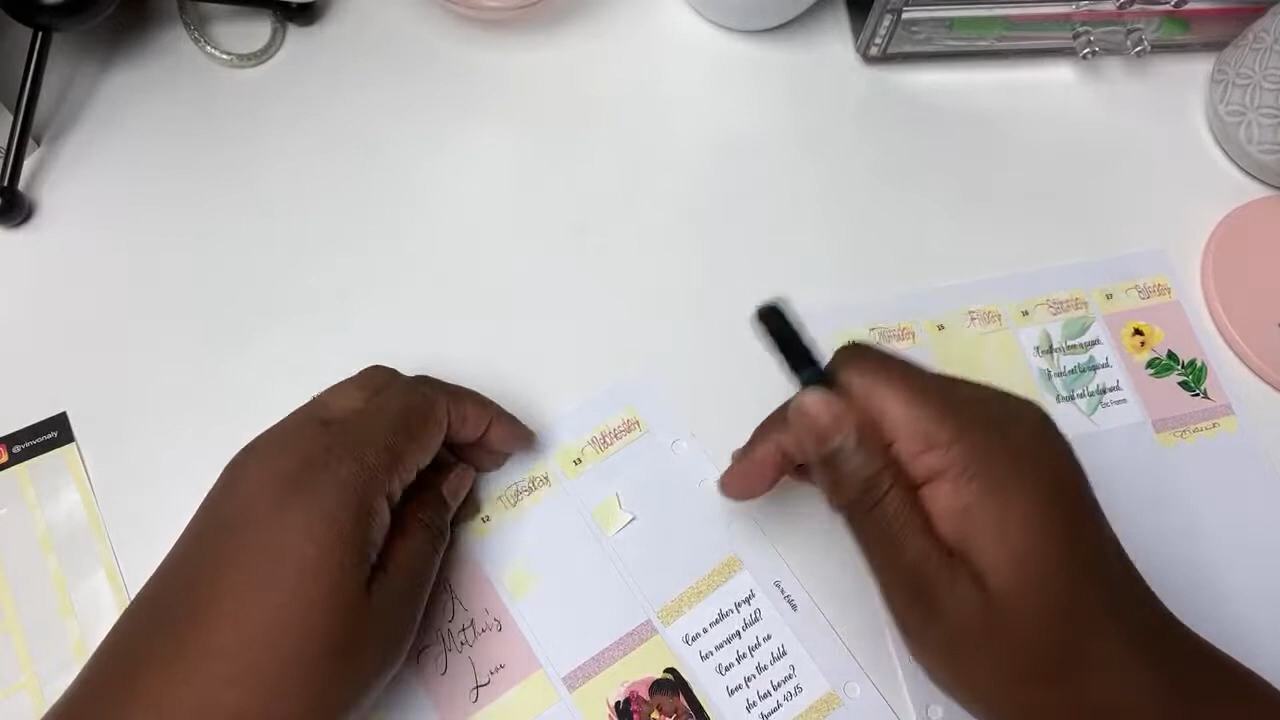 @vinvonaly
12 Tuesday
13 Wednesday
Thursday
15 Friday
16 Saturday
17 Sunday
A mother's love is peace.
It need not be acquired,
it need not be deserved.
Eric Fromm
A
Mother's
Love
Can a mother forget
her nursing child?
Can she feel no
love for the child
she has borne?
Isaiah 49:15